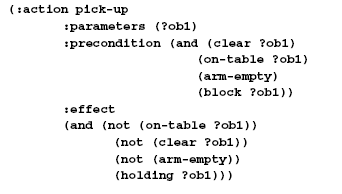 (:action pick-up
:parameters (?ob1)
:precondition (and (clear ?ob1)
(on-table ?ob1)
(arm-empty)
(block ?ob1))
:effect
(and (not (on-table ?ob1))
(not (clear ?ob1))
(not (arm-empty))
(holding ?ob1)))